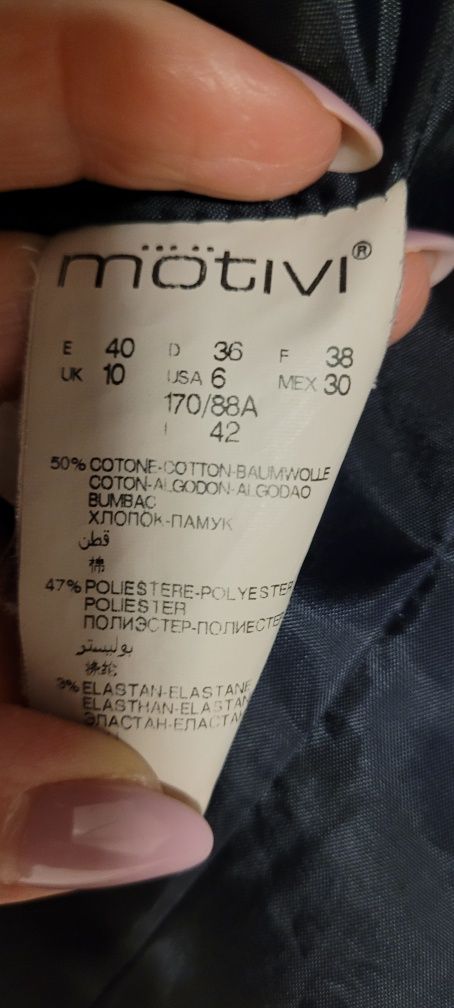 mötivi®
E 40 D 36 F 38
UK 10 USA 6 MEX 30
170/88A
I 42
50% COTONE-COTTON-BAUMWOLLE
COTON-ALGODON-ALGODAO
BUMBAC
ХЛОПОК-ПАМУК
قطن
棉
47% POLIESTERE-POLYESTER
POLIESTER
ПОЛИЭСТЕР-ПОЛИЕСТЕ
بوليستر
3% ELASTAN-ELASTANE
ELASTHAN-ELASTAN
ЭЛАСТАН-ЕЛАСТАН